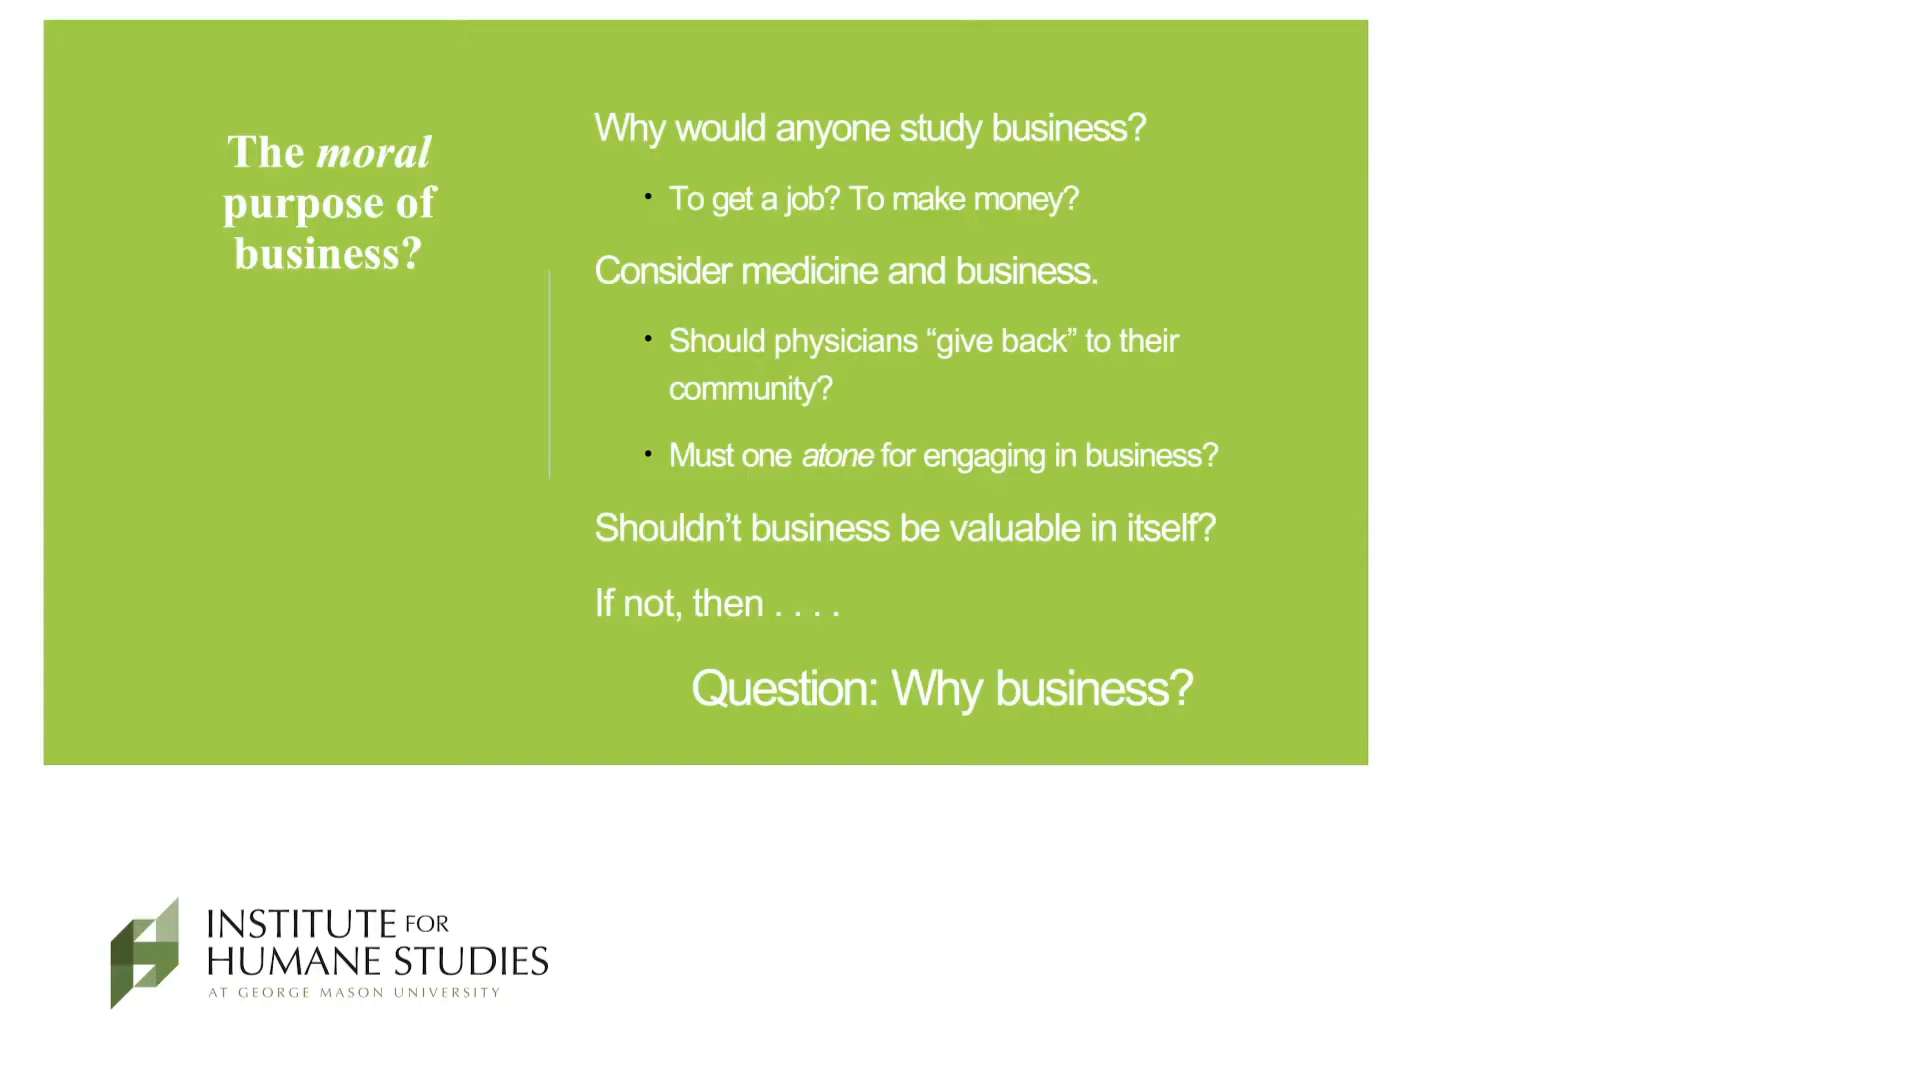 The moral
purpose of
business?
Why would anyone study business?
• To get a job? To make money?
Consider medicine and business.
• Should physicians “give back” to their
community?
• Must one atone for engaging in business?
Shouldn’t business be valuable in itself?
If not, then . . . .
Question: Why business?
INSTITUTE FOR
HUMANE STUDIES
AT GEORGE MASON UNIVERSITY